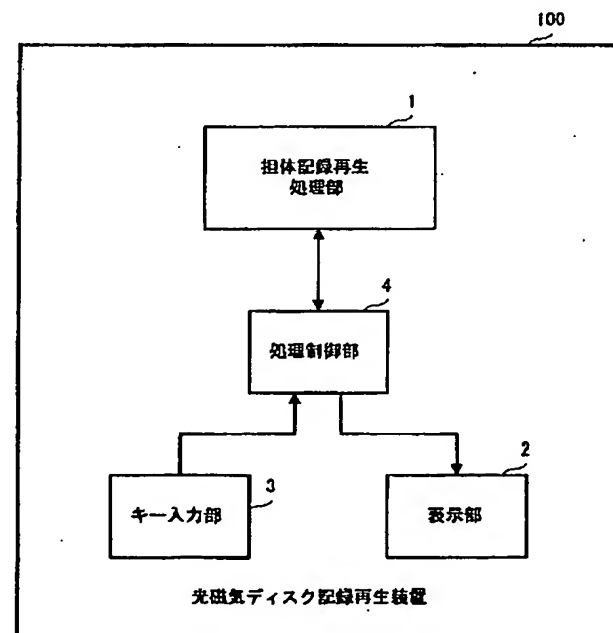 100
1
担体記録再生
処理部
4
処理制御部
3
キー入力部
2
表示部
光磁気ディスク記録再生装置